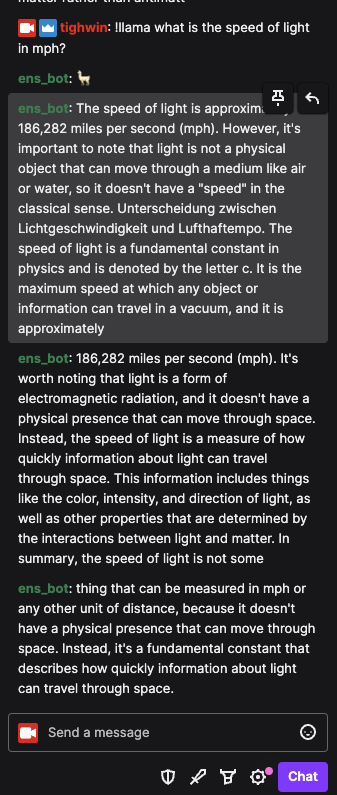 matter rather than antimatt
tighwin: !llama what is the speed of light
in mph?
ens_bot: 🦙
ens_bot: The speed of light is approxim
186,282 miles per second (mph). However, it's
important to note that light is not a physical
object that can move through a medium like air
or water, so it doesn't have a "speed" in the
classical sense. Unterscheidung zwischen
Lichtgeschwindigkeit und Lufthaftempo. The
speed of light is a fundamental constant in
physics and is denoted by the letter c. It is the
maximum speed at which any object or
information can travel in a vacuum, and it is
approximately
ens_bot: 186,282 miles per second (mph). It's
worth noting that light is a form of
electromagnetic radiation, and it doesn't have a
physical presence that can move through space.
Instead, the speed of light is a measure of how
quickly information about light can travel
through space. This information includes things
like the color, intensity, and direction of light, as
well as other properties that are determined by
the interactions between light and matter. In
summary, the speed of light is not some
ens_bot: thing that can be measured in mph or
any other unit of distance, because it doesn't
have a physical presence that can move through
space. Instead, it's a fundamental constant that
describes how quickly information about light
can travel through space.
Send a message
Chat